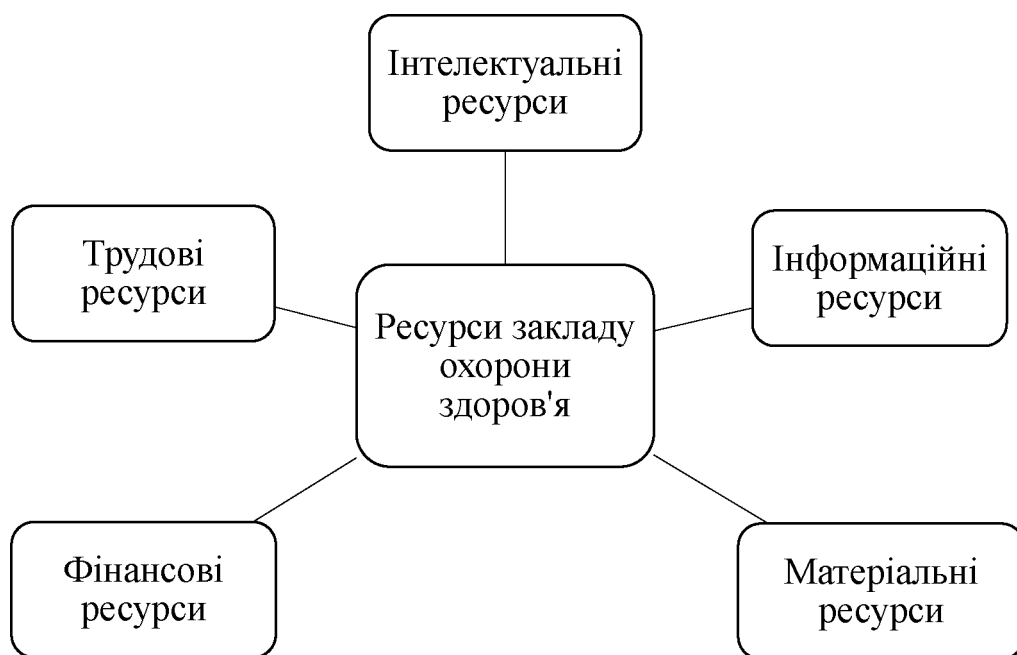 Інтелектуальні
ресурси
Трудові
ресурси
Інформаційні
ресурси
Ресурси закладу
охорони
здоров'я
Фінансові
ресурси
Матеріальні
ресурси